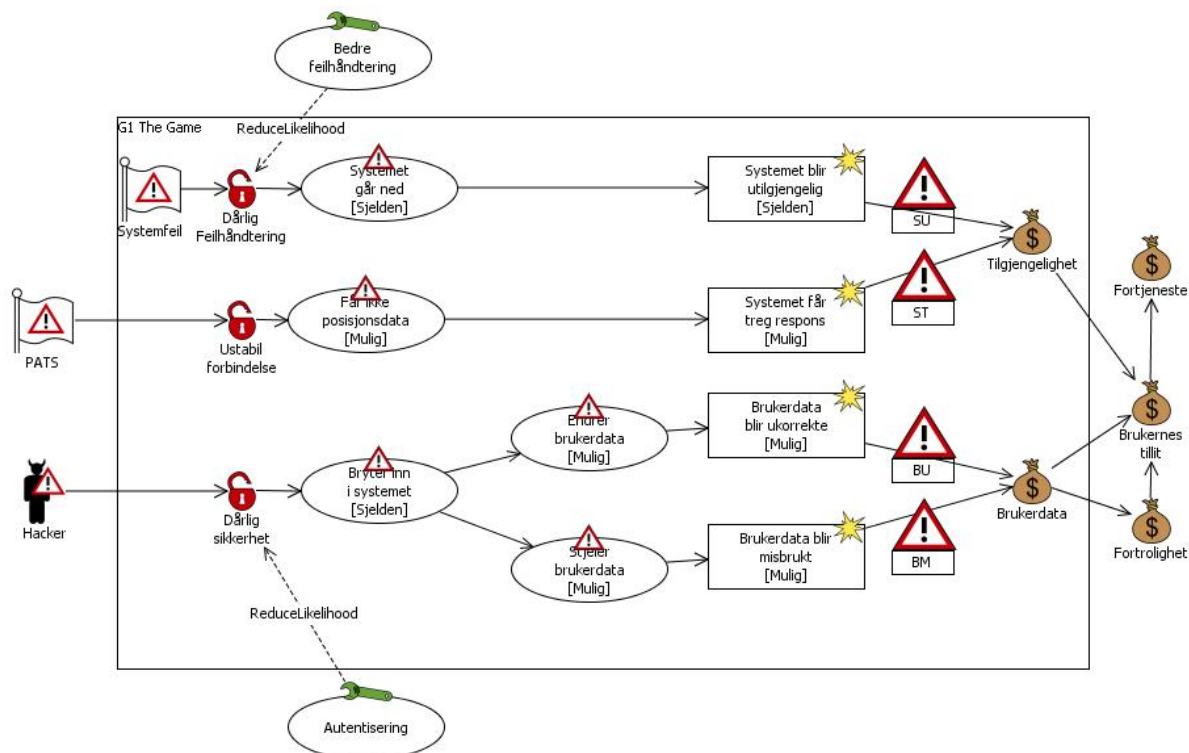 Bedre
feilhåndtering
G1 The Game
ReduceLikelihood
Systemfeil
Dårlig
Feilhåndtering
Systemet
går ned
[Sjelden]
Systemet blir
utilgjengelig
[Sjelden]
SU
Tilgjengelighet
Fortjeneste
PATS
Ustabil
forbindelse
Får ikke
posisjonsdata
[Mulig]
Systemet får
treg respons
[Mulig]
ST
Hacker
Dårlig
sikkerhet
Bryter inn
i systemet
[Sjelden]
Endrer
brukerdata
[Mulig]
Brukerdata
blir ukorrekte
[Mulig]
BU
Brukernes
tillit
Stjeler
brukerdata
[Mulig]
Brukerdata blir
misbrukt
[Mulig]
BM
Brukerdata
Fortrolighet
ReduceLikelihood
Autentisering